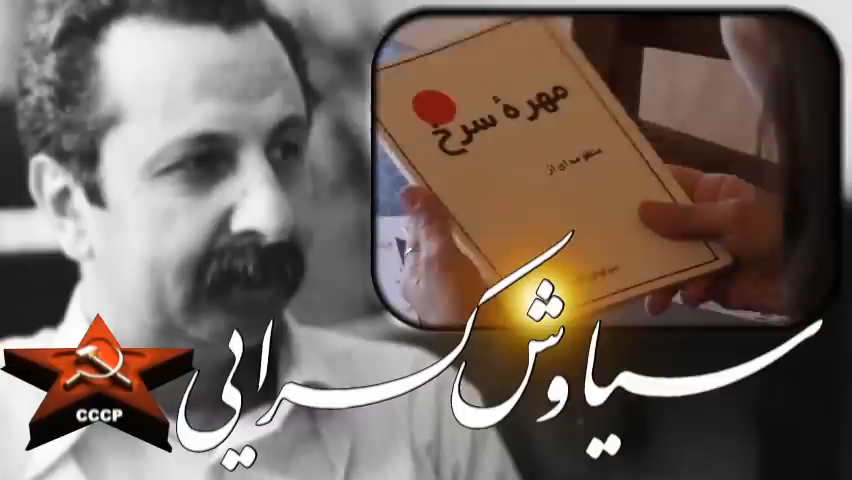 مهرهٔ سرخ
منظومه‌ای از
سیاوش کسرایی
CCCP